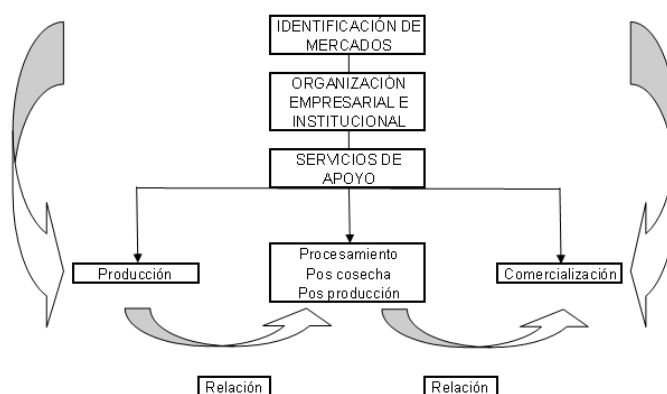 IDENTIFICACIÓN DE
MERCADOS
ORGANIZACIÓN
EMPRESARIAL E
INSTITUCIONAL
SERVICIOS DE
APOYO
Producción
Procesamiento
Pos cosecha
Pos producción
Comercialización
Relación
Relación